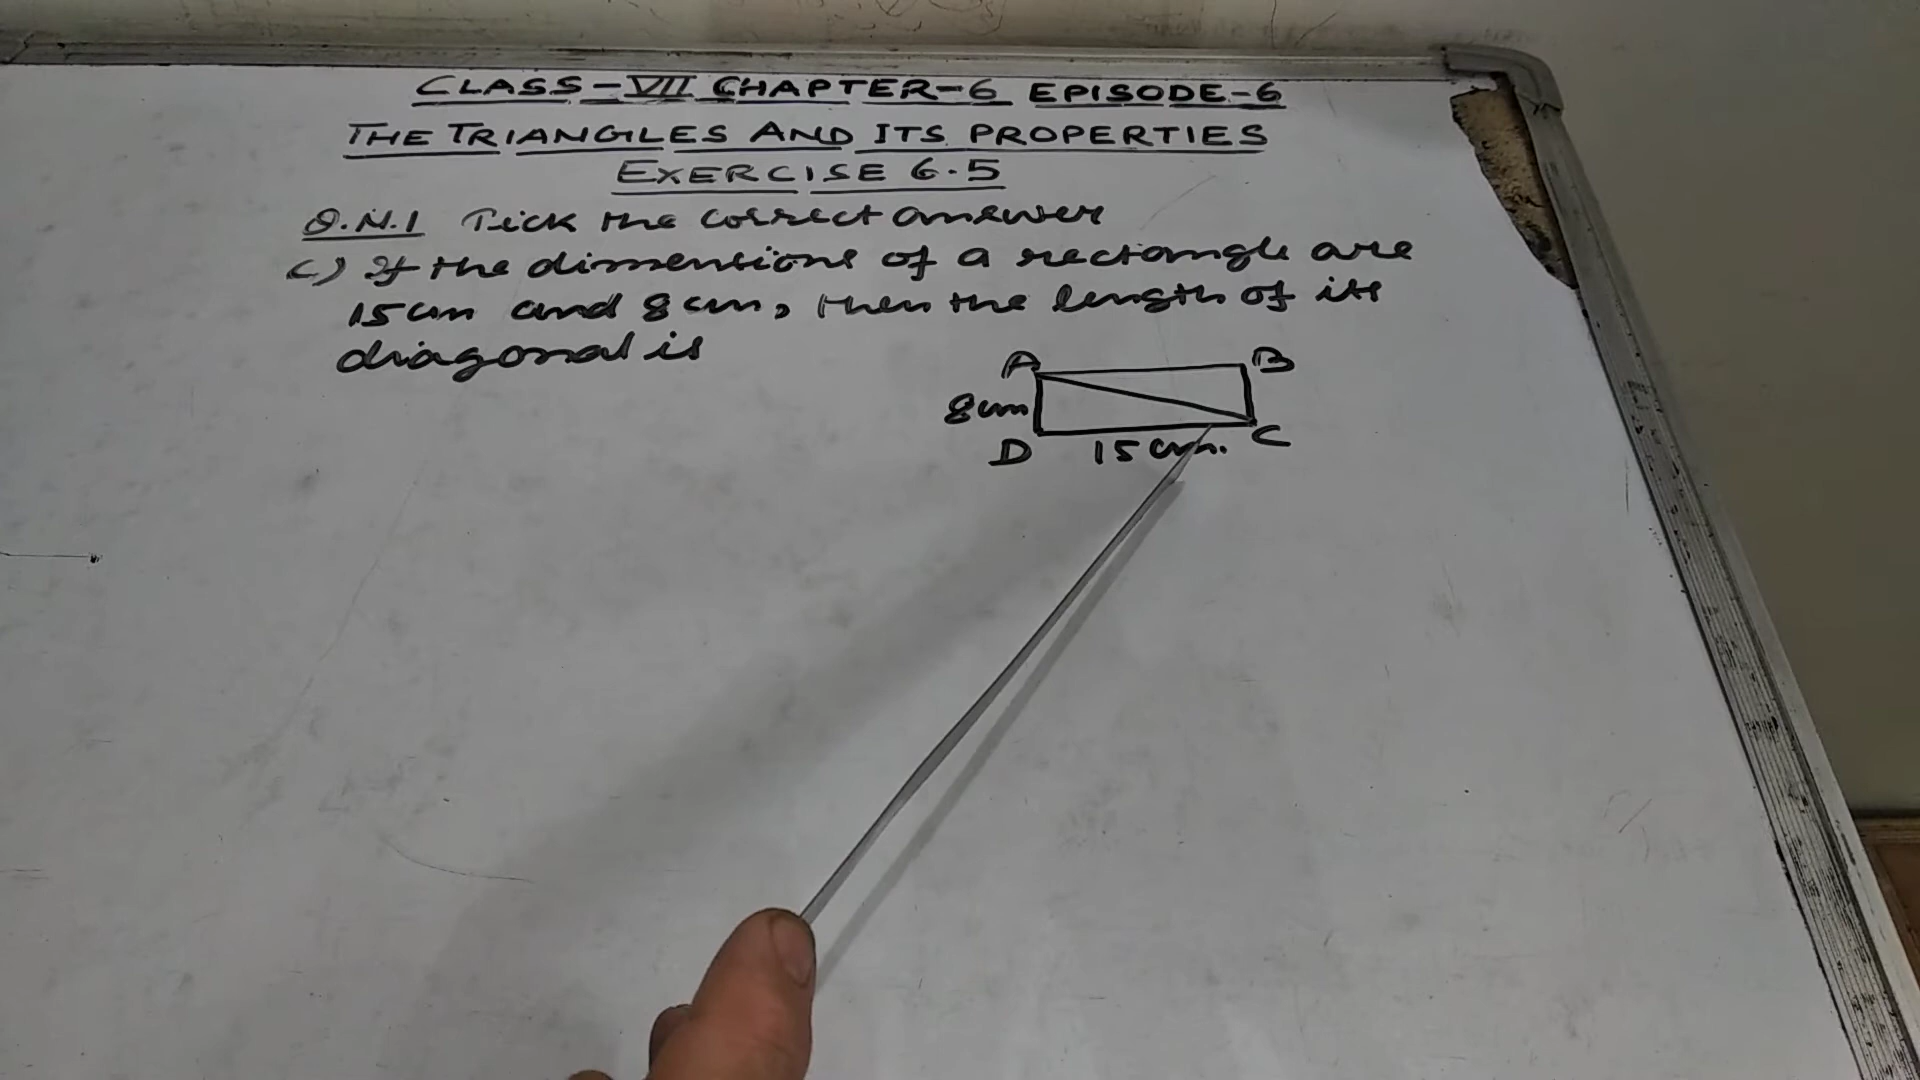 CLASS-VII CHAPTER-6 EPISODE-6
THE TRIANGLES AND ITS PROPERTIES
EXERCISE 6.5
Q.N.1 Tick the correct answer
c) If the dimensions of a rectangle are
15cm and 8cm, then the length of its
diagonal is
A B
8cm
D 15cm. C